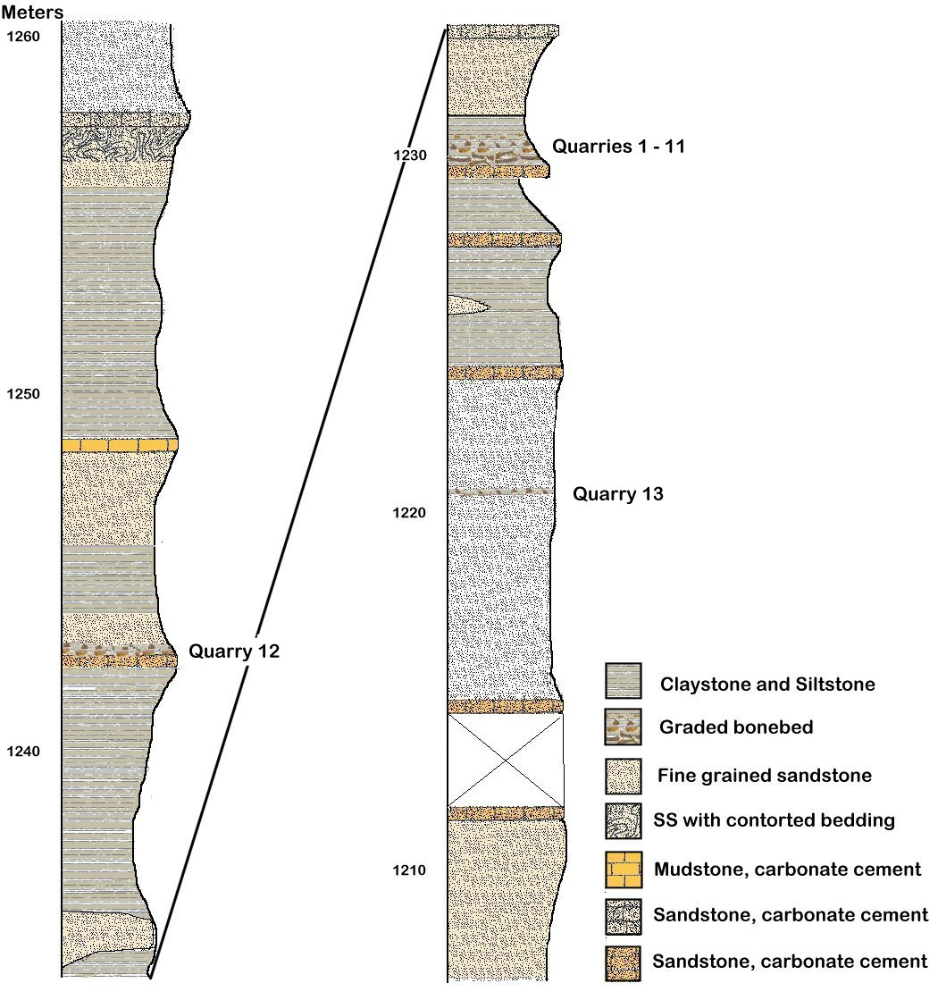 Meters
1260
1250
Quarry 12
1240
1230
Quarries 1 - 11
Quarry 13
1220
1210
Claystone and Siltstone
Graded bonebed
Fine grained sandstone
SS with contorted bedding
Mudstone, carbonate cement
Sandstone, carbonate cement
Sandstone, carbonate cement